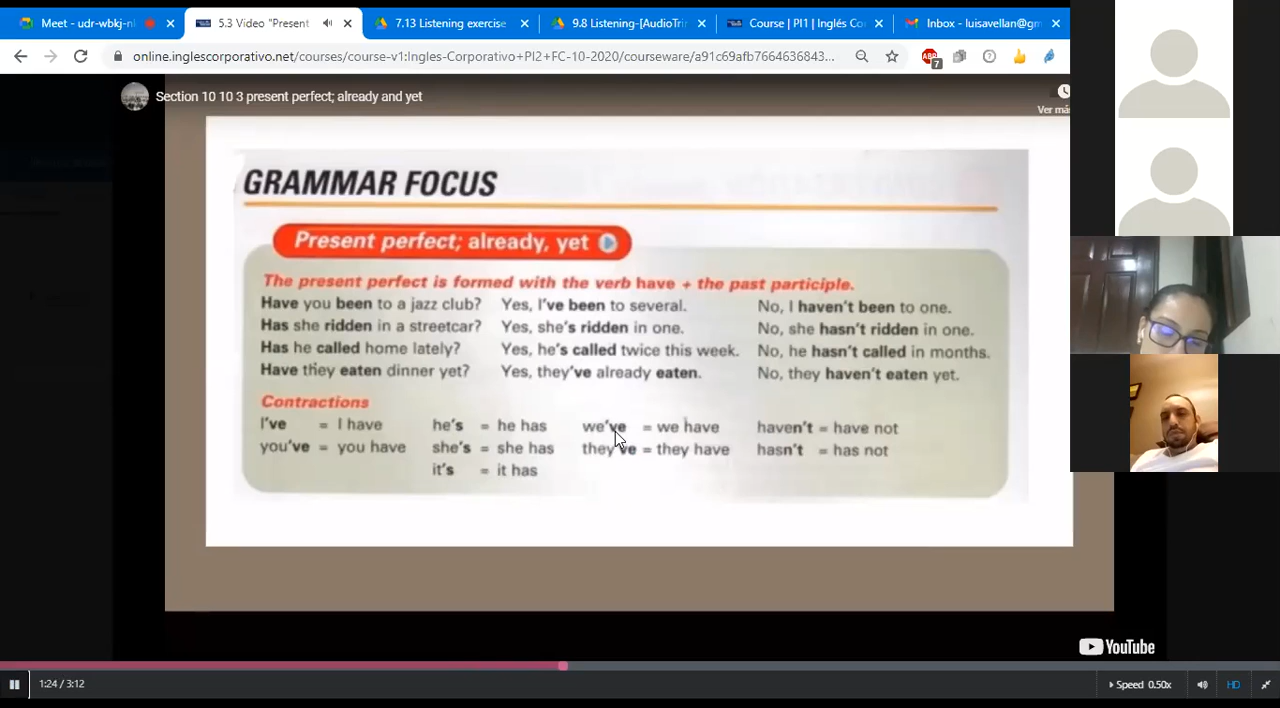 Meet - udr-wbkj-nl
5.3 Video "Present
7.13 Listening exercise
9.8 Listening-[AudioTri
Course | PI1 | Inglés Co
Inbox - luisavellan@gm
online.inglescorporativo.net/courses/course-v1:Ingles-Corporativo+PI2+FC-10-2020/courseware/a91c69afb7664636843...
7
Section 10 10 3 present perfect; already and yet
Ver má
GRAMMAR FOCUS
Present perfect; already, yet
The present perfect is formed with the verb have + the past participle.
Have you been to a jazz club? Yes, I've been to several. No, I haven't been to one.
Has she ridden in a streetcar? Yes, she's ridden in one. No, she hasn't ridden in one.
Has he called home lately? Yes, he's called twice this week. No, he hasn't called in months.
Have they eaten dinner yet? Yes, they've already eaten. No, they haven't eaten yet.
Contractions
I've = I have he's = he has we've = we have haven't = have not
you've = you have she's = she has they've = they have hasn't = has not
it's = it has
YouTube
1:24 / 3:12
Speed 0.50x
HD